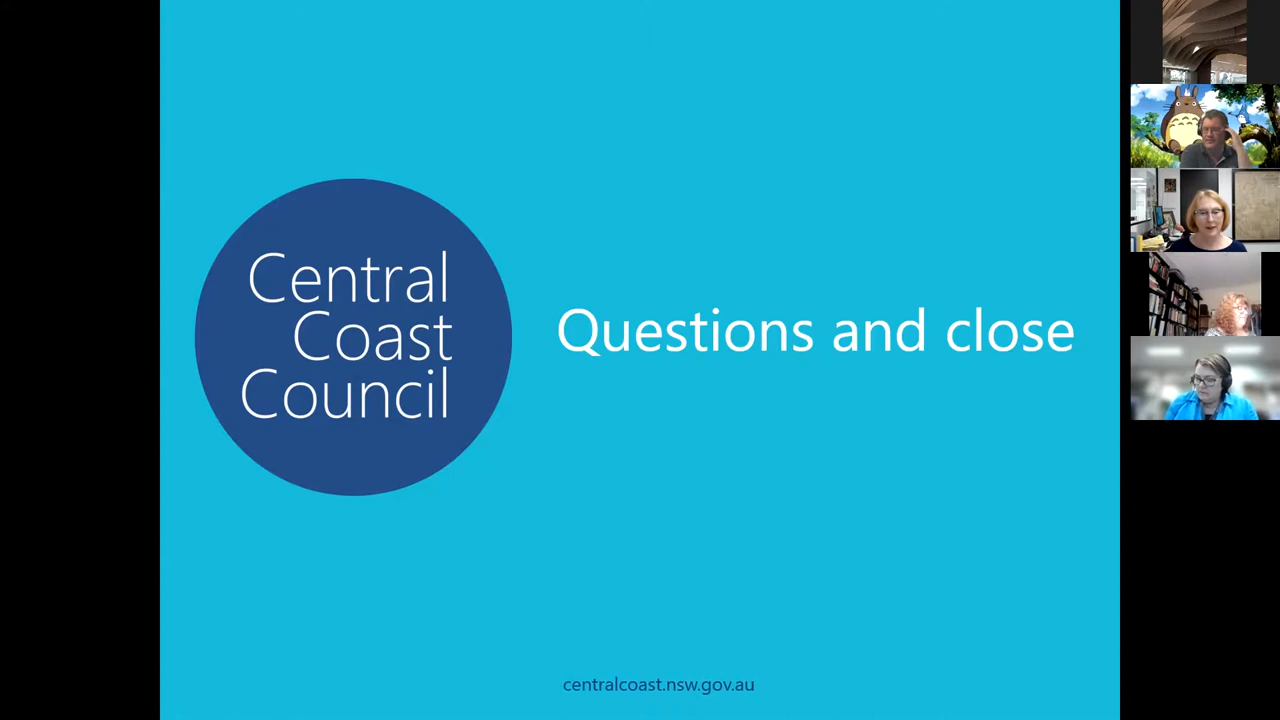 Central
Coast
Council
Questions and close
centralcoast.nsw.gov.au